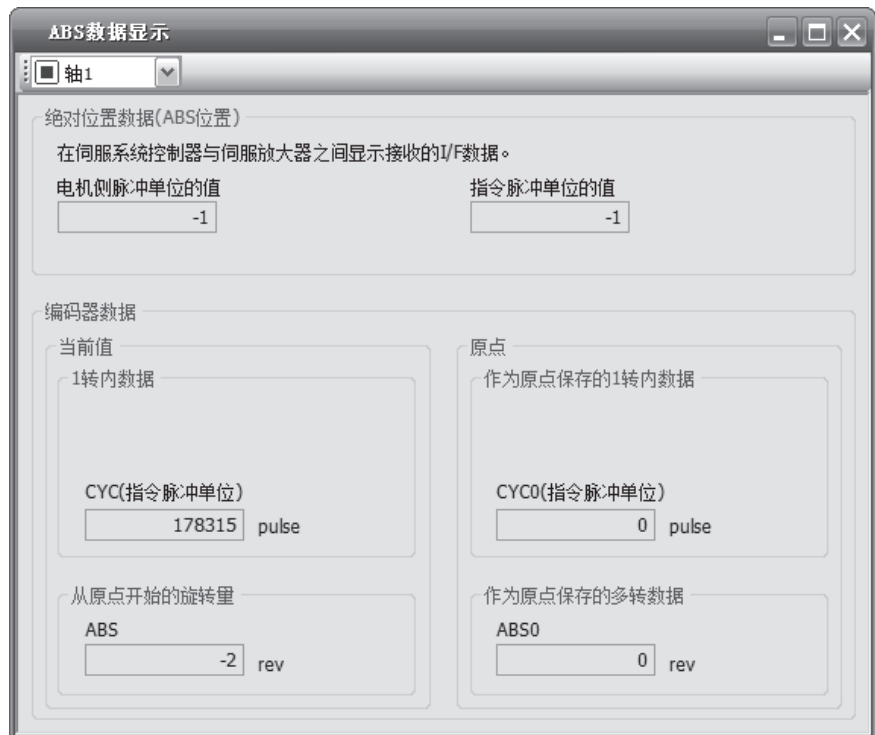 ABS数据显示
轴1
绝对位置数据(ABS位置)
在伺服系统控制器与伺服放大器之间显示接收的I/F数据。
电机侧脉冲单位的值 指令脉冲单位的值
-1 -1
编码器数据
当前值 原点
1转内数据 作为原点保存的1转内数据
CYC(指令脉冲单位) CYC0(指令脉冲单位)
178315 pulse 0 pulse
从原点开始的旋转量 作为原点保存的多转数据
ABS ABS0
-2 rev 0 rev